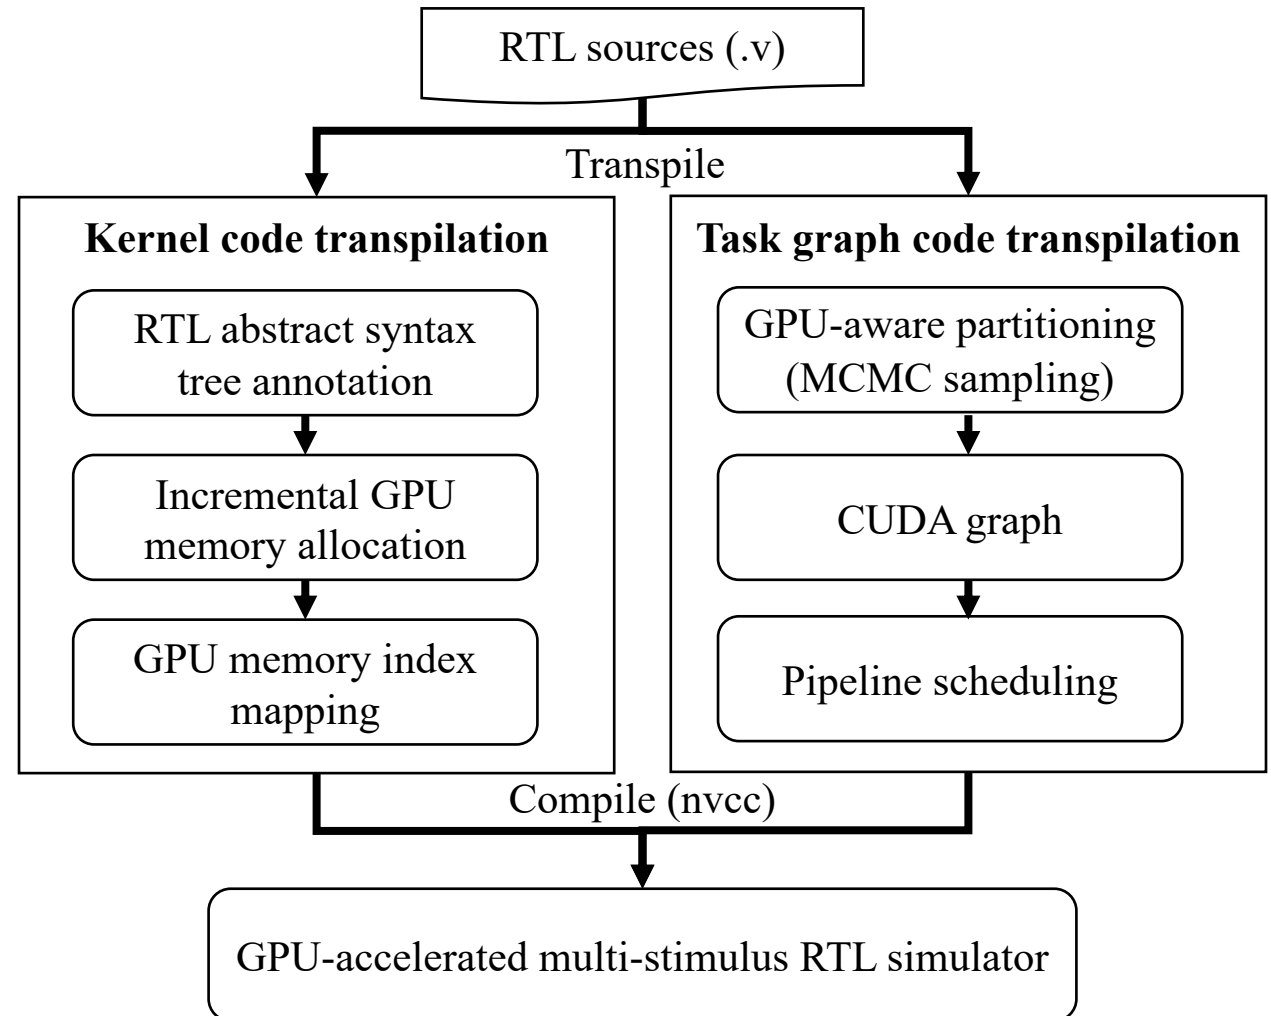 RTL sources (.v)
Transpile
Kernel code transpilation
RTL abstract syntax
tree annotation
Incremental GPU
memory allocation
GPU memory index
mapping
Task graph code transpilation
GPU-aware partitioning
(MCMC sampling)
CUDA graph
Pipeline scheduling
Compile (nvcc)
GPU-accelerated multi-stimulus RTL simulator